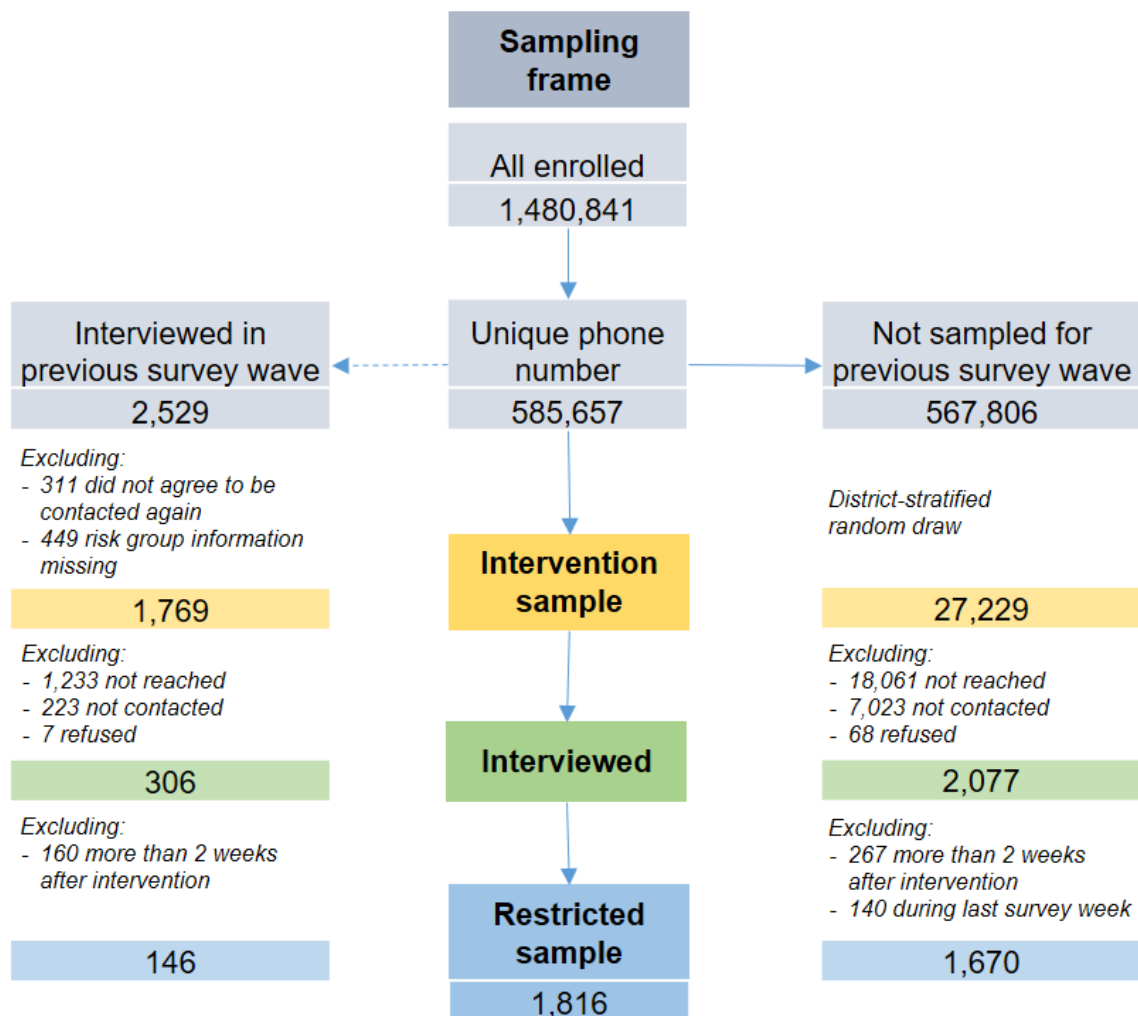 Sampling
frame
All enrolled
1,480,841
Interviewed in
previous survey wave
2,529
Unique phone
number
585,657
Not sampled for
previous survey wave
567,806
Excluding:
- 311 did not agree to be
contacted again
- 449 risk group information
missing
District-stratified
random draw
1,769
Intervention
sample
27,229
Excluding:
- 1,233 not reached
- 223 not contacted
- 7 refused
Excluding:
- 18,061 not reached
- 7,023 not contacted
- 68 refused
306
Interviewed
2,077
Excluding:
- 160 more than 2 weeks
after intervention
Excluding:
- 267 more than 2 weeks
after intervention
- 140 during last survey week
146
Restricted
sample
1,816
1,670